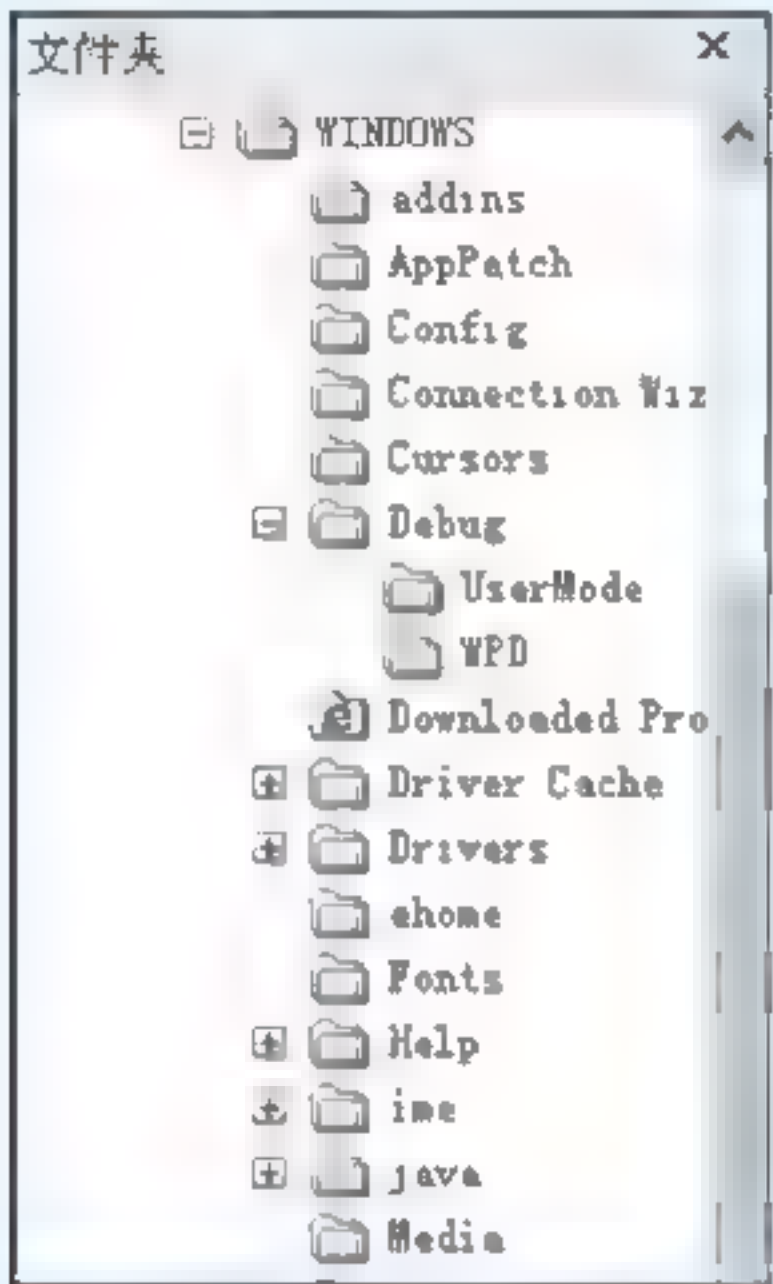 文件夹
WINDOWS
addins
AppPatch
Config
Connection Wiz
Cursors
Debug
UserMode
WPD
Downloaded Pro
Driver Cache
Drivers
ehome
Fonts
Help
ime
java
Media